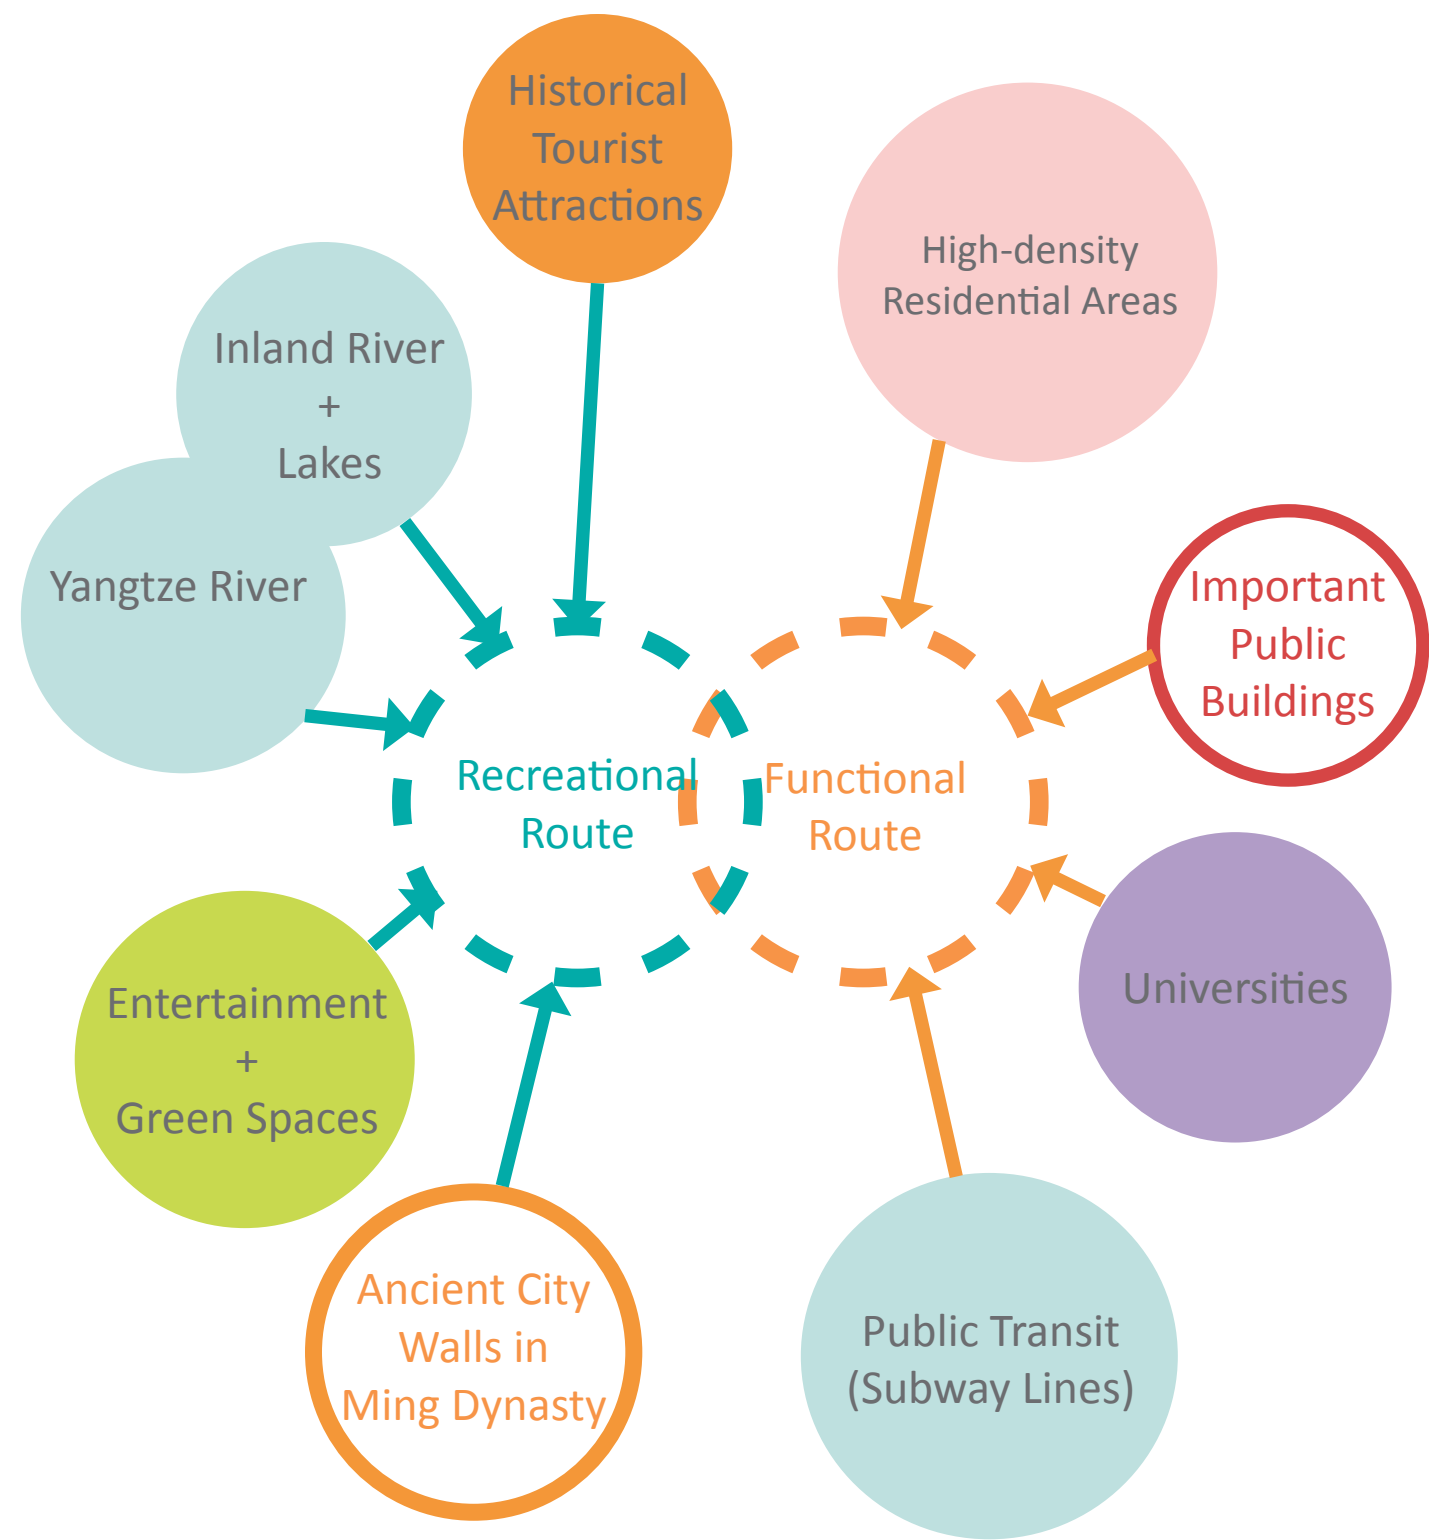 Historical
Tourist
Attractions
High-density
Residential Areas
Inland River
+
Lakes
Yangtze River
Important
Public
Buildings
Recreational
Route
Functional
Route
Entertainment
+
Green Spaces
Universities
Ancient City
Walls in
Ming Dynasty
Public Transit
(Subway Lines)